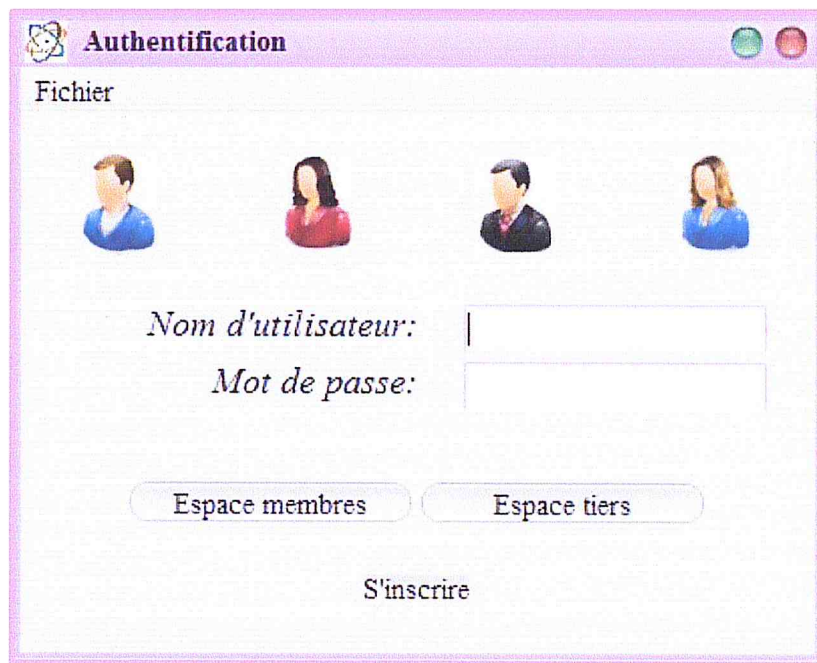 Authentification
Fichier
Nom d'utilisateur:
Mot de passe:
Espace membres Espace tiers
S'inscrire